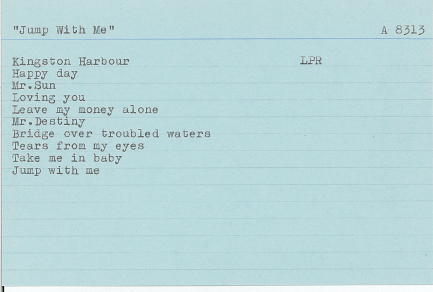 "Jump With Me" A 8313
Kingston Harbour LPR
Happy day
Mr.Sun
Loving you
Leave my money alone
Mr.Destiny
Bridge over troubled waters
Tears from my eyes
Take me in baby
Jump with me